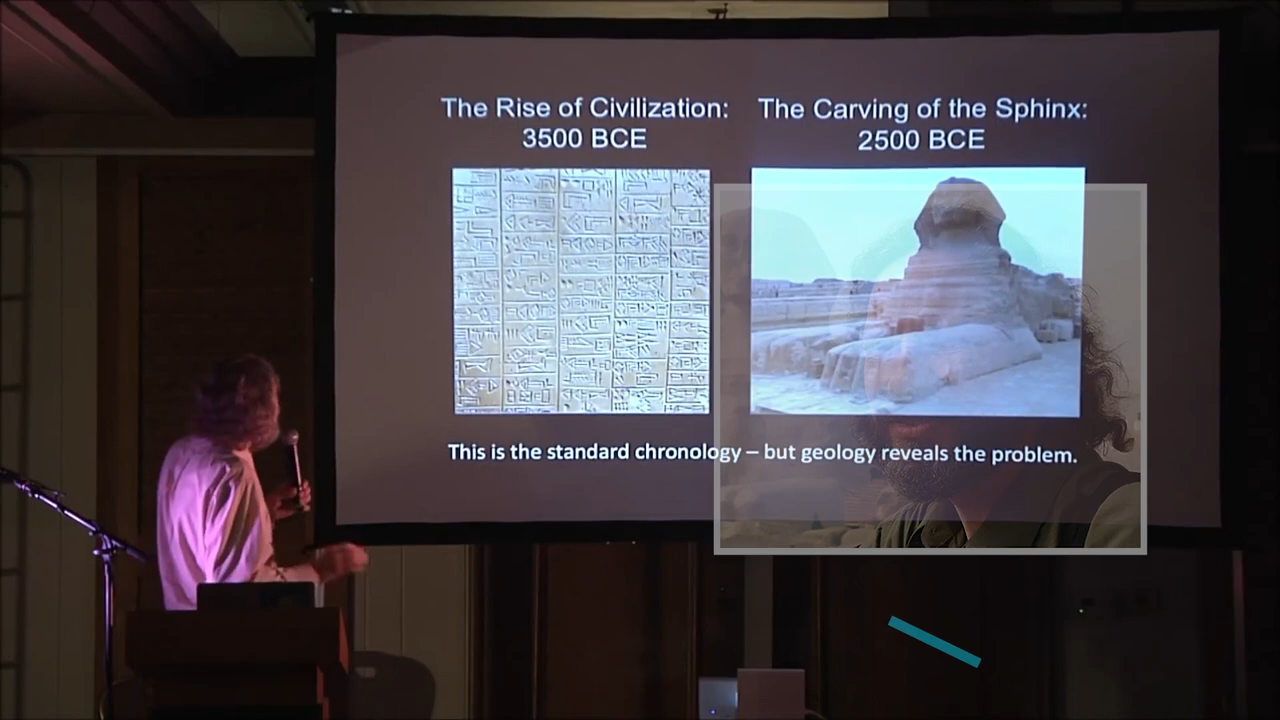 The Rise of Civilization:
3500 BCE
The Carving of the Sphinx:
2500 BCE
This is the standard chronology – but geology reveals the problem.